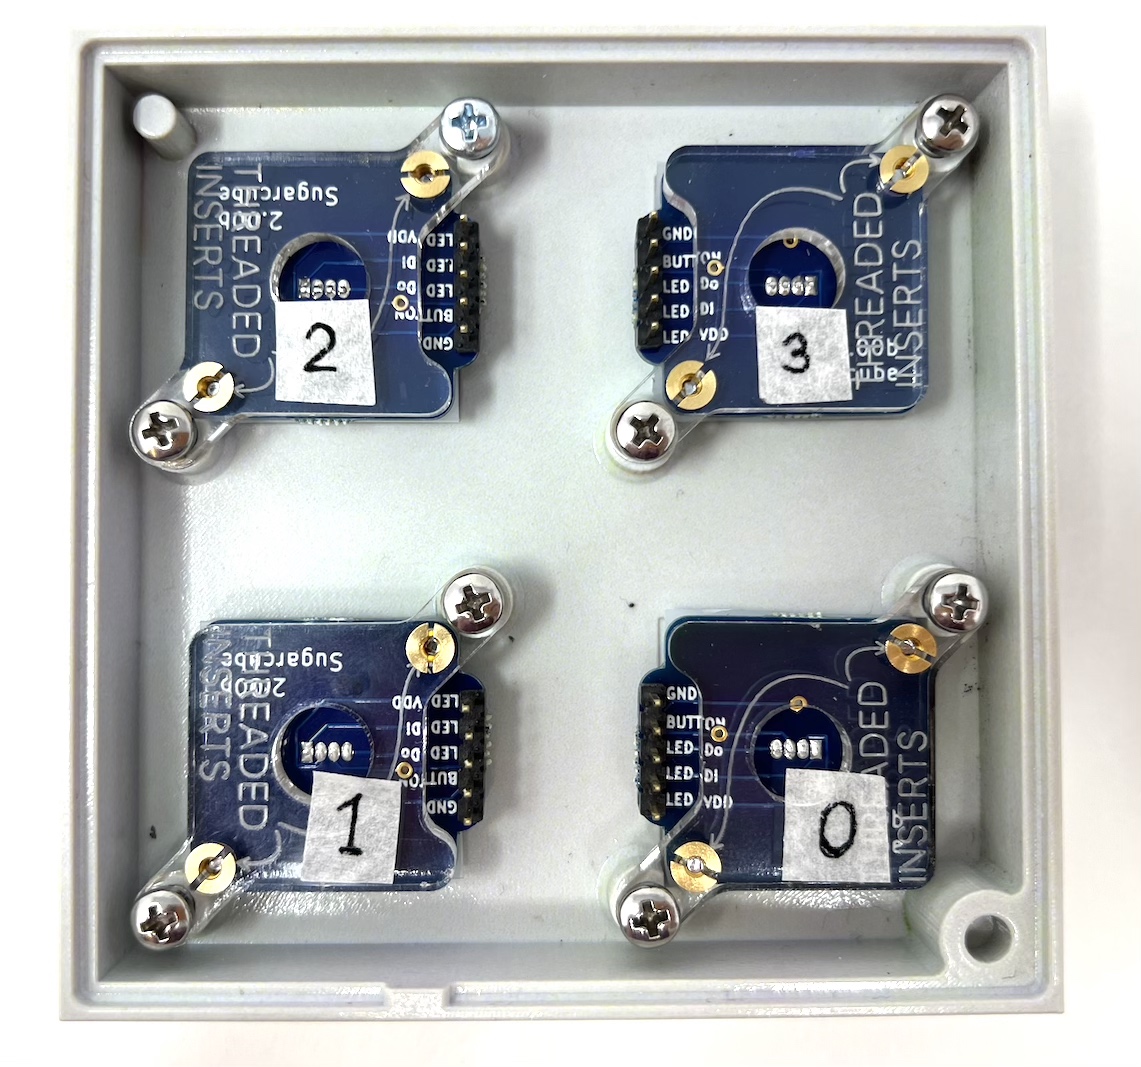 THREADED
INSERTS
Sugarcube
2.00b
LED VDD
LED DI
LED Do
BUTTON
GND
2
GND
BUTTON
LED Do
LED DI
LED VDD
THREADED
INSERTS
3
THREADED
INSERTS
Sugarcube
2.00b
LED VDD
LED DI
LED Do
BUTTON
GND
1
GND
BUTTON
LED Do
LED DI
LED VDD
THREADED
INSERTS
0